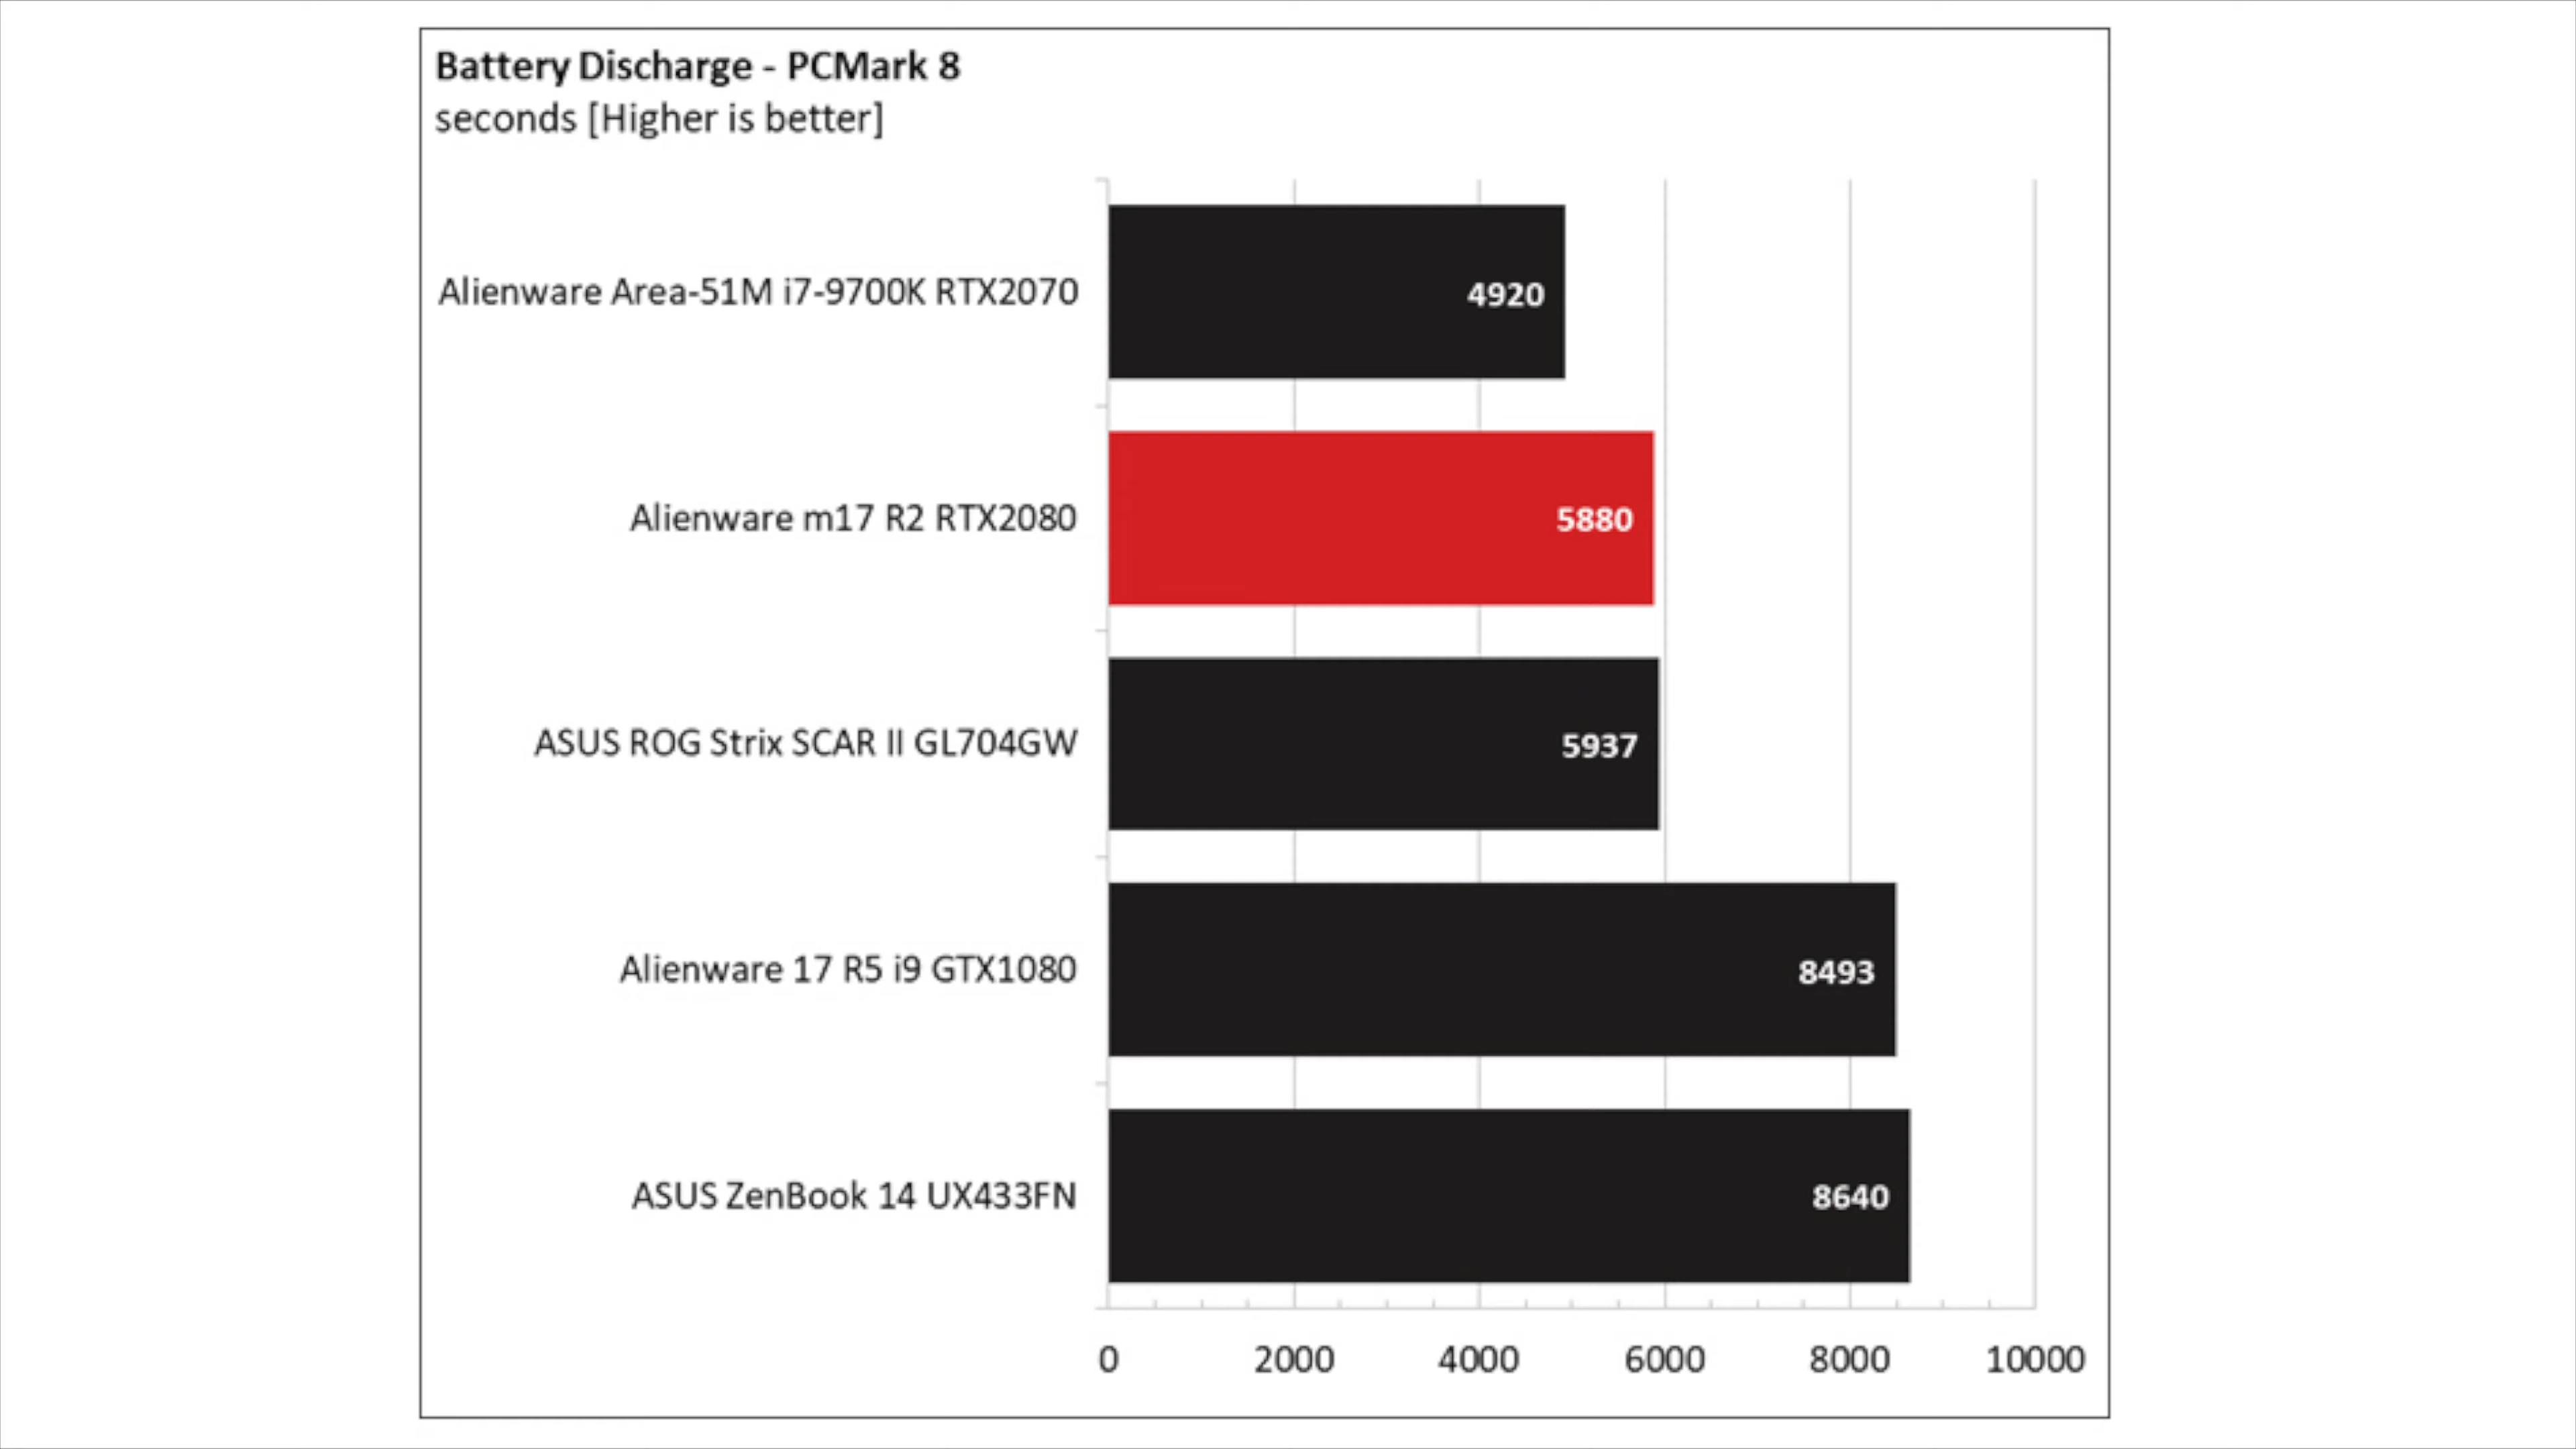 Battery Discharge - PCMark 8
seconds [Higher is better]
Alienware Area-51M i7-9700K RTX2070
4920
Alienware m17 R2 RTX2080
5880
ASUS ROG Strix SCAR II GL704GW
5937
Alienware 17 R5 i9 GTX1080
8493
ASUS ZenBook 14 UX433FN
8640
0 2000 4000 6000 8000 10000